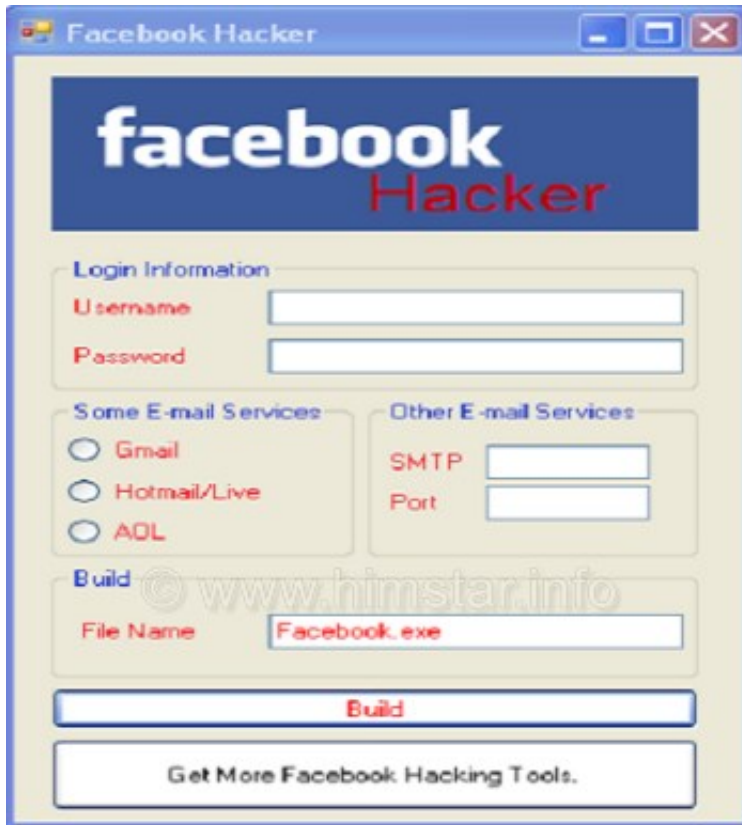 Facebook Hacker
facebook
Hacker
Login Information
Username
Password
Some E-mail Services
Gmail
Hotmail/Live
AOL
Other E-mail Services
SMTP
Port
Build
© www.himstar.info
File Name
Facebook.exe
Build
Get More Facebook Hacking Tools.